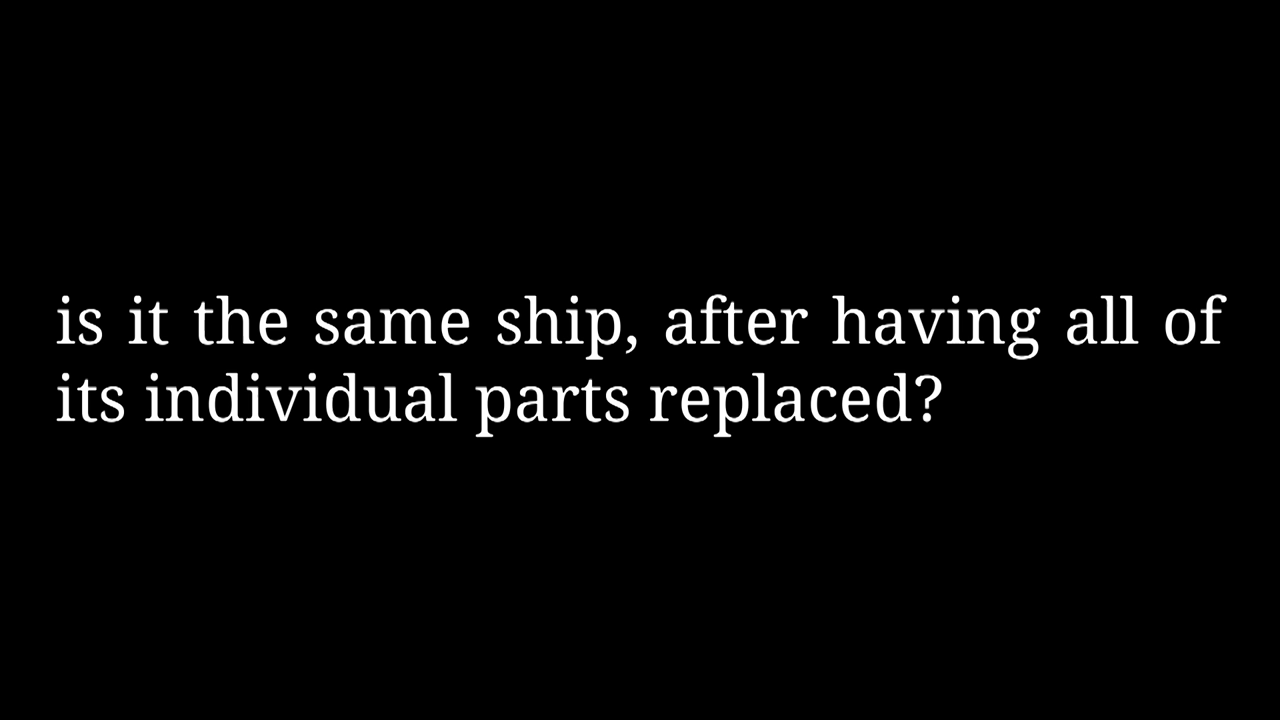 is it the same ship, after having all of
its individual parts replaced?